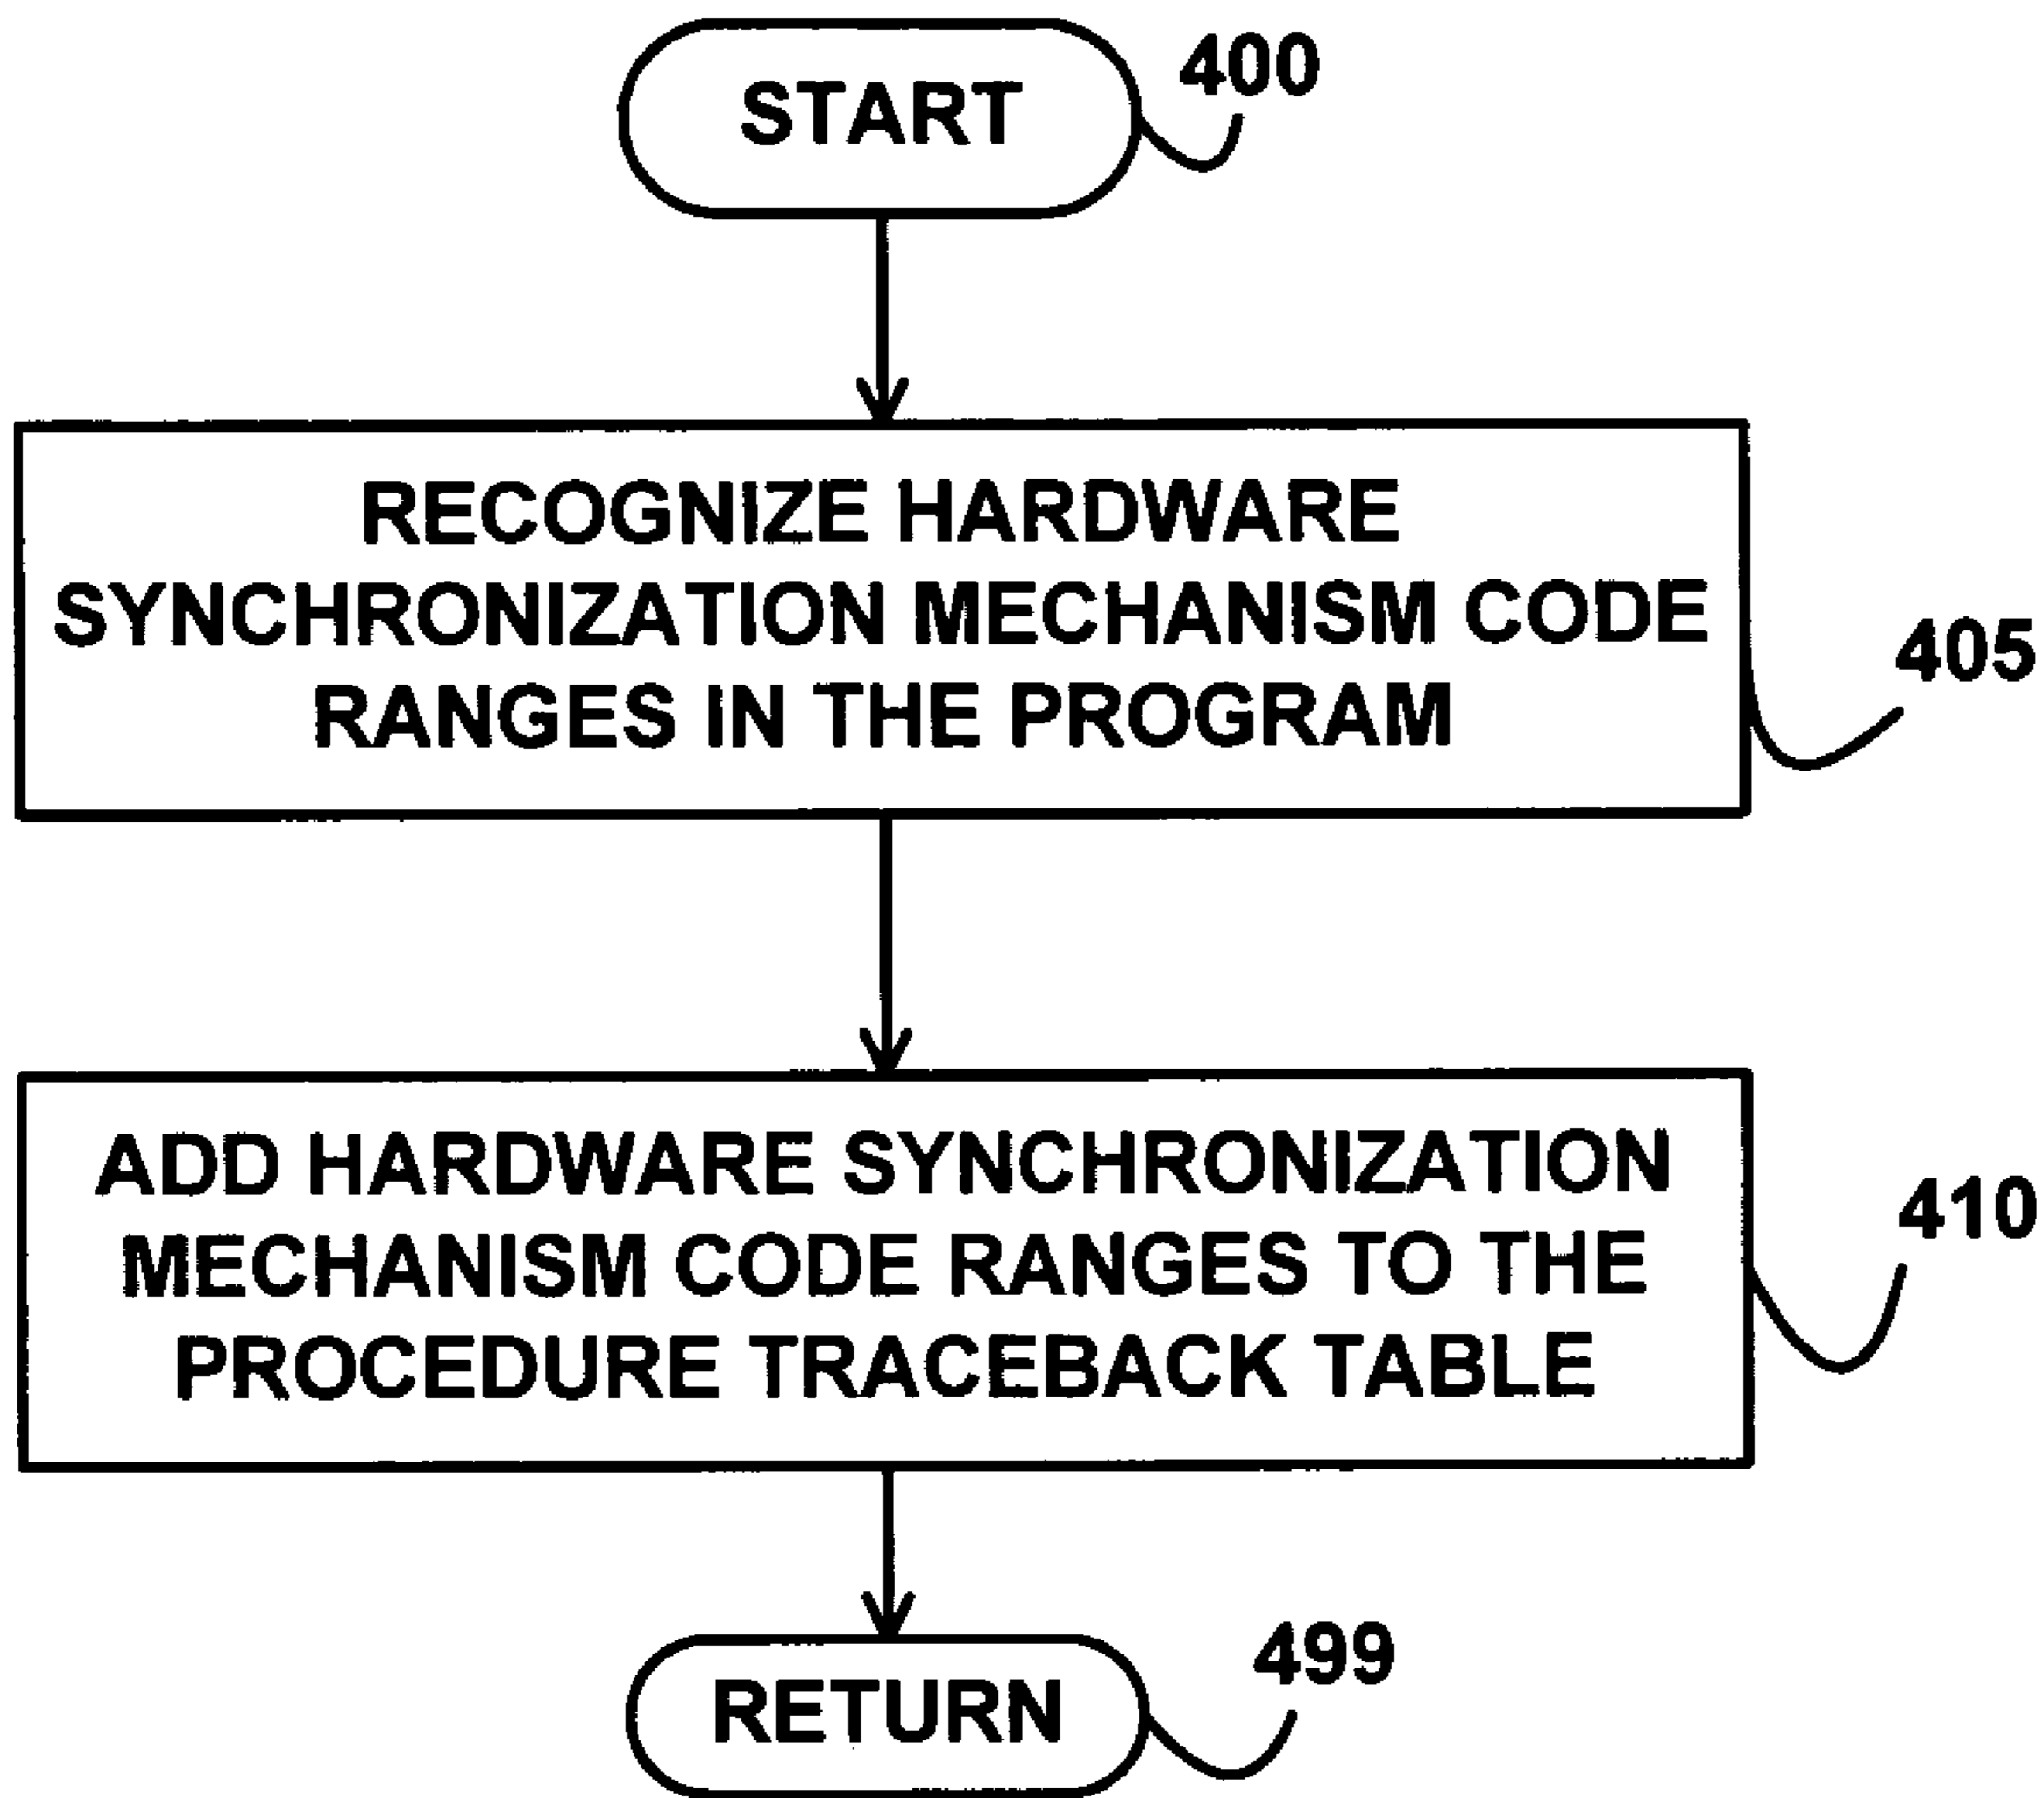 START
400
RECOGNIZE HARDWARE
SYNCHRONIZATION MECHANISM CODE
RANGES IN THE PROGRAM
405
ADD HARDWARE SYNCHRONIZATION
MECHANISM CODE RANGES TO THE
PROCEDURE TRACEBACK TABLE
410
RETURN
499